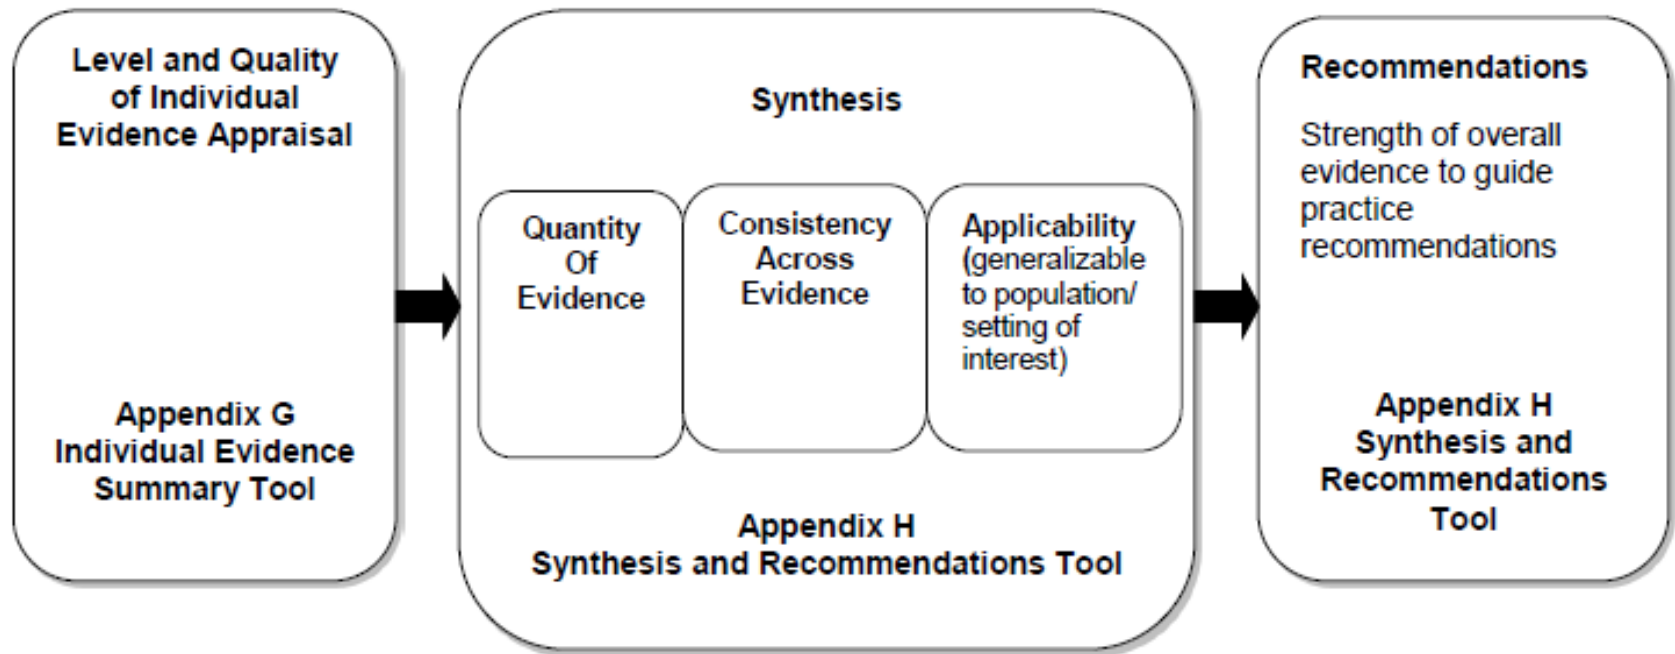 Level and Quality
of Individual
Evidence Appraisal
Appendix G
Individual Evidence
Summary Tool
Synthesis
Quantity
Of
Evidence
Consistency
Across
Evidence
Applicability
(generalizable
to population/
setting of
interest)
Appendix H
Synthesis and Recommendations Tool
Recommendations
Strength of overall
evidence to guide
practice
recommendations
Appendix H
Synthesis and
Recommendations
Tool